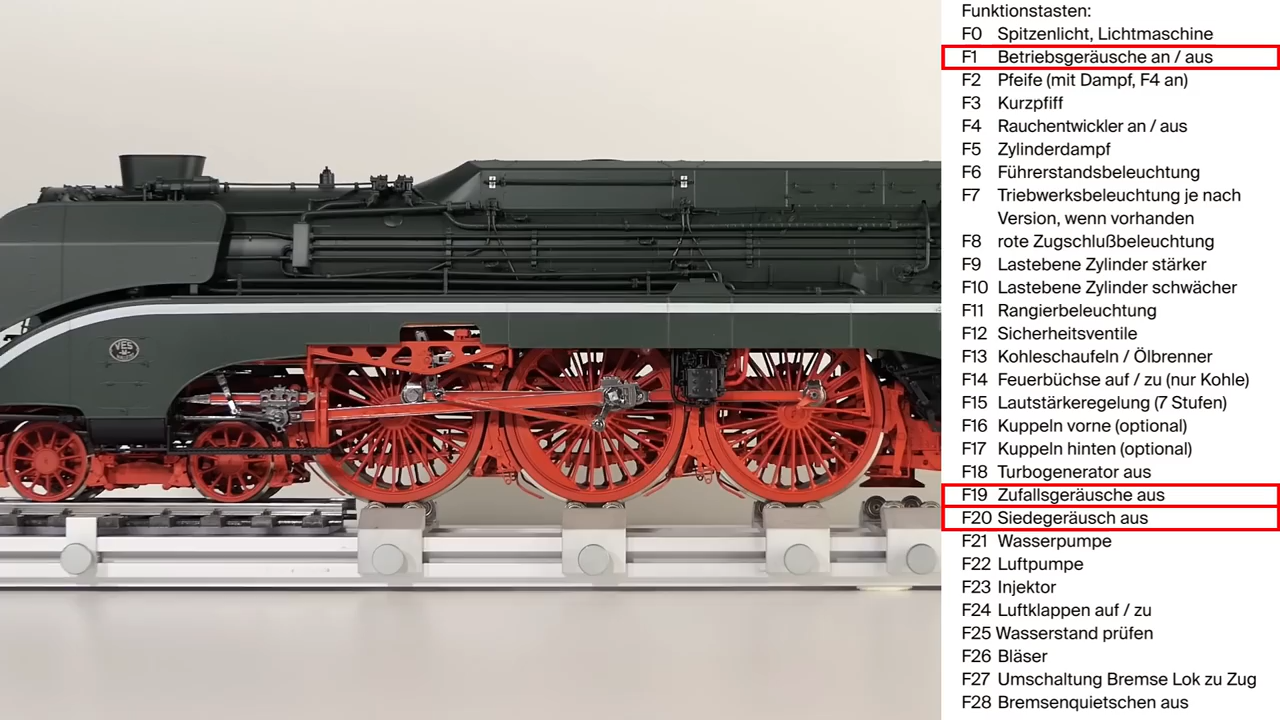 Funktionstasten:
F0 Spitzenlicht, Lichtmaschine
F1 Betriebsgeräusche an / aus
F2 Pfeife (mit Dampf, F4 an)
F3 Kurzpfiff
F4 Rauchentwickler an / aus
F5 Zylinderdampf
F6 Führerstandsbeleuchtung
F7 Triebwerksbeleuchtung je nach
Version, wenn vorhanden
F8 rote Zugschlußbeleuchtung
F9 Lastebene Zylinder stärker
F10 Lastebene Zylinder schwächer
F11 Rangierbeleuchtung
F12 Sicherheitsventile
F13 Kohleschaufeln / Ölbrenner
F14 Feuerbüchse auf / zu (nur Kohle)
F15 Lautstärkeregelung (7 Stufen)
F16 Kuppeln vorne (optional)
F17 Kuppeln hinten (optional)
F18 Turbogenerator aus
F19 Zufallsgeräusche aus
F20 Siedegeräusch aus
F21 Wasserpumpe
F22 Luftpumpe
F23 Injektor
F24 Luftklappen auf / zu
F25 Wasserstand prüfen
F26 Bläser
F27 Umschaltung Bremse Lok zu Zug
F28 Bremsenquietschen aus
VES